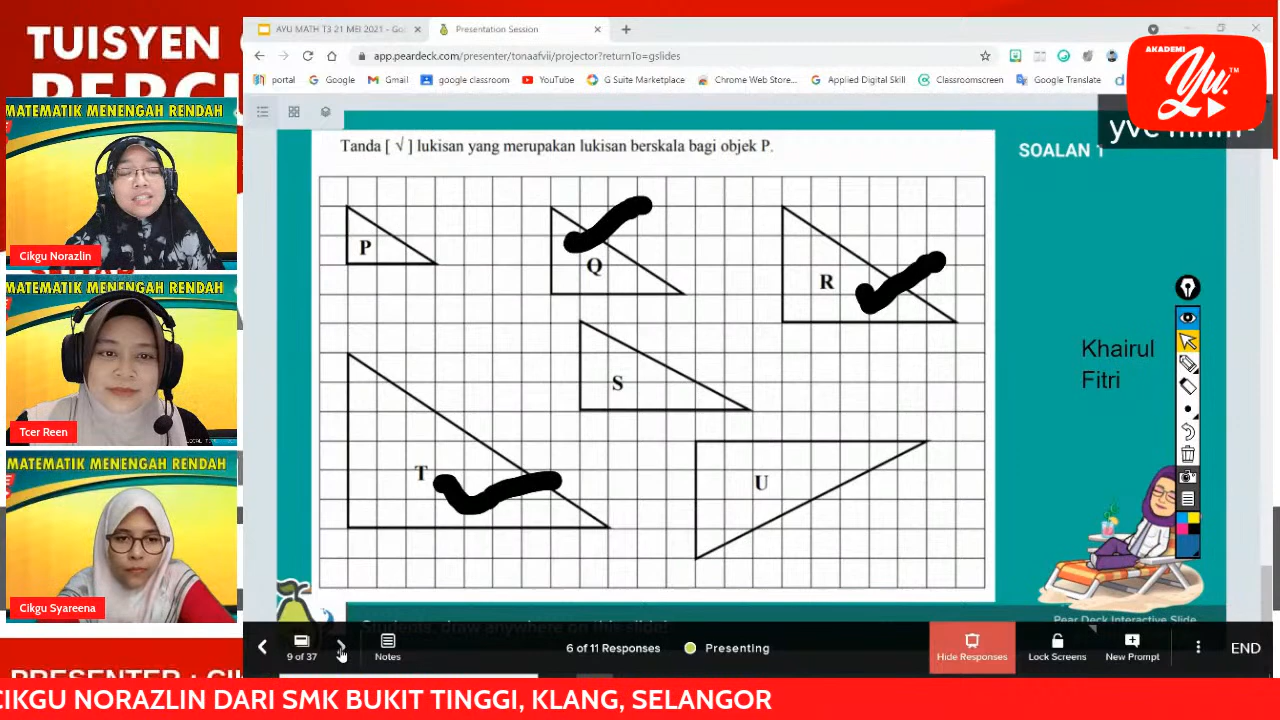 TUISYEN
MATEMATIK MENENGAH RENDAH
Cikgu Norazlin
MATEMATIK MENENGAH RENDAH
Tcer Reen
MATEMATIK MENENGAH RENDAH
Cikgu Syareena
AYU MATH T3 21 MEI 2021 - Go
Presentation Session
app.peardeck.com/presenter/tonaafvii/projector?returnTo=gslides
portal
Google
Gmail
google classroom
YouTube
G Suite Marketplace
Chrome Web Store...
Applied Digital Skill
Classroomscreen
Google Translate
AKADEMI
Yu.
TM
SOALAN 1
Tanda [ √ ] lukisan yang merupakan lukisan berskala bagi objek P.
P
Q
R
S
T
U
Khairul
Fitri
Students, draw anywhere on this slide!
Pear Deck Interactive Slide
9 of 37
Notes
6 of 11 Responses
Presenting
Hide Responses
Lock Screens
New Prompt
END
CIKGU NORAZLIN DARI SMK BUKIT TINGGI, KLANG, SELANGOR